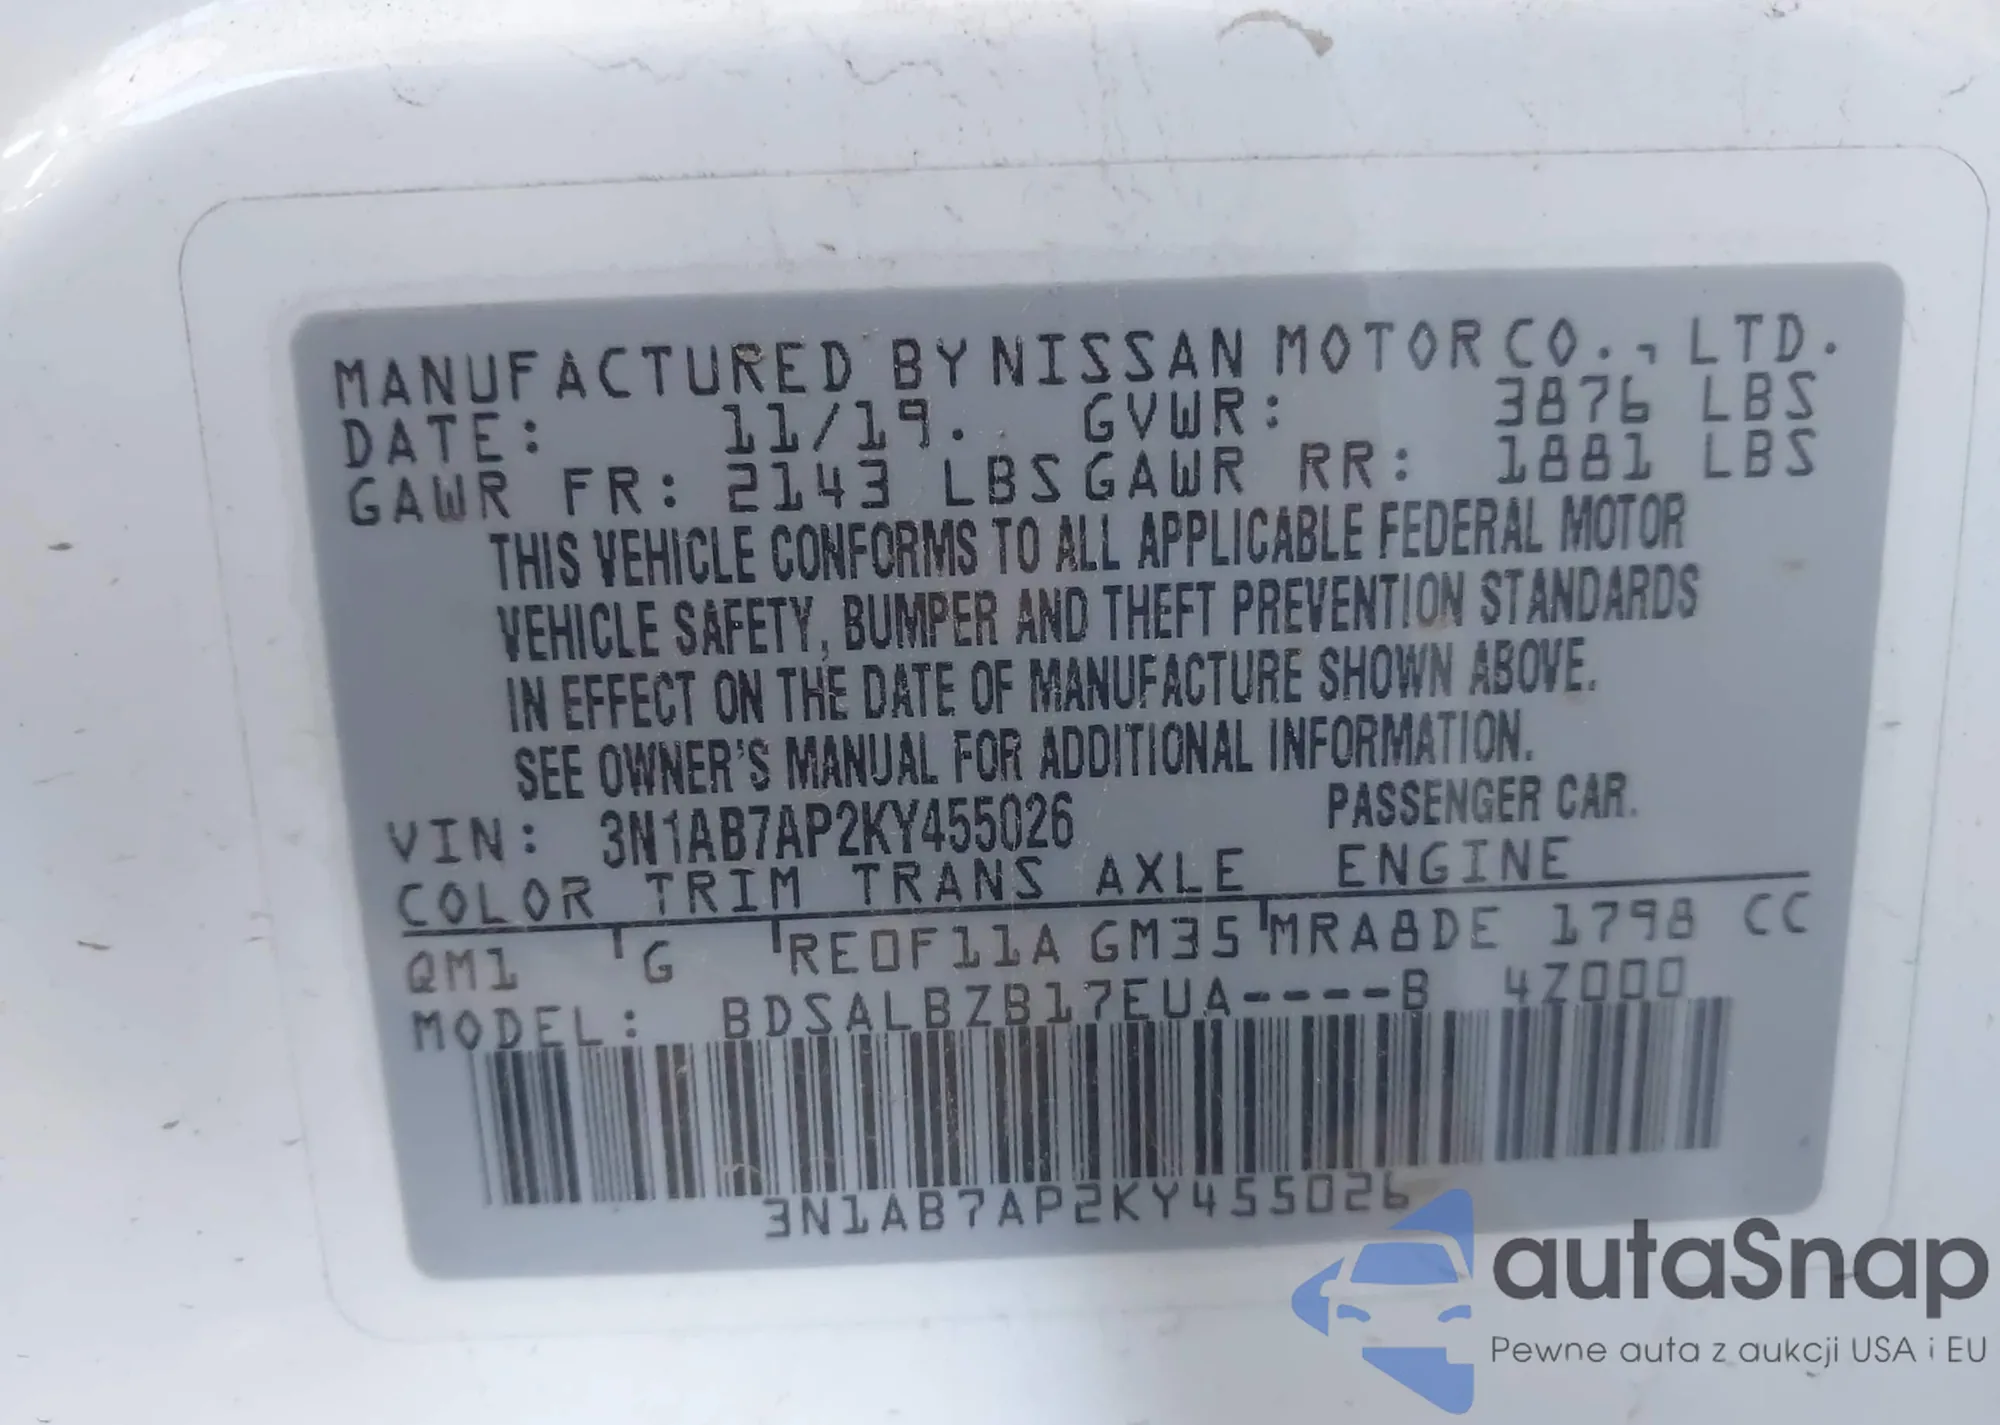 MANUFACTURED BY NISSAN MOTOR CO., LTD.
DATE: 11/19. GVWR: 3876 LBS
GAWR FR: 2143 LBS GAWR RR: 1881 LBS
THIS VEHICLE CONFORMS TO ALL APPLICABLE FEDERAL MOTOR
VEHICLE SAFETY, BUMPER AND THEFT PREVENTION STANDARDS
IN EFFECT ON THE DATE OF MANUFACTURE SHOWN ABOVE.
SEE OWNER'S MANUAL FOR ADDITIONAL INFORMATION.
VIN: 3N1AB7AP2KY455026 PASSENGER CAR.
COLOR TRIM TRANS AXLE ENGINE
QM1 G RE0F11A GM35 MRA8DE 1798 CC
MODEL: BDSALBZB17EUA----B 4Z000
3N1AB7AP2KY455026
autaSnap
Pewne auta z aukcji USA i EU